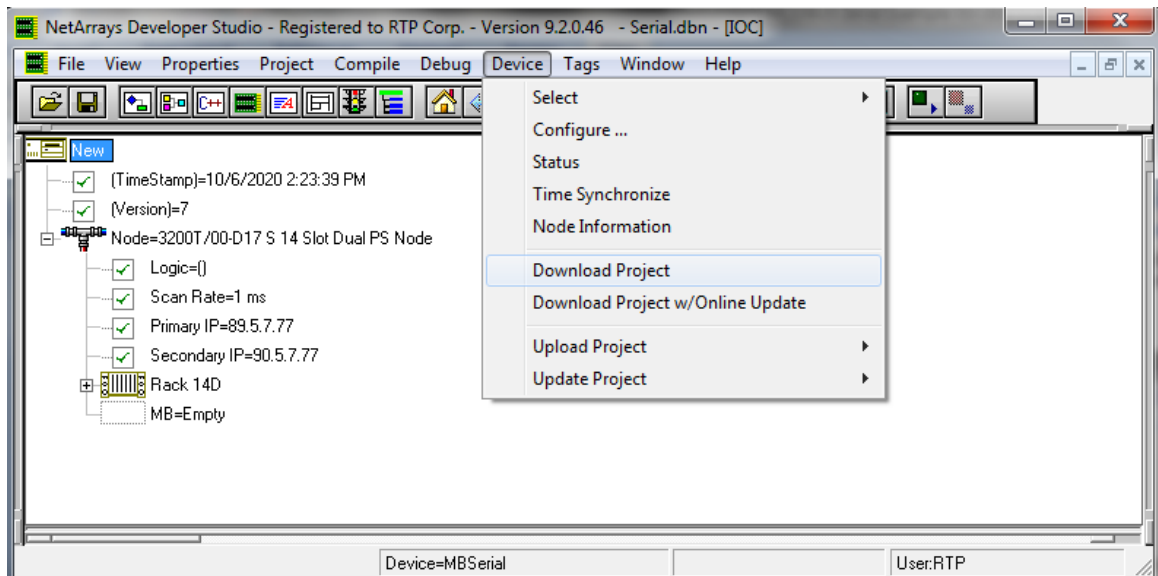 NetArrays Developer Studio - Registered to RTP Corp. - Version 9.2.0.46   - Serial.dbn - [IOC]
File View Properties Project Compile Debug Device Tags Window Help
C++
Select
Configure ...
Status
Time Synchronize
Node Information
Download Project
Download Project w/Online Update
Upload Project
Update Project
New
(TimeStamp)=10/6/2020 2:23:39 PM
(Version)=7
Node=3200T/00-D17 S 14 Slot Dual PS Node
Logic=()
Scan Rate=1 ms
Primary IP=89.5.7.77
Secondary IP=90.5.7.77
Rack 14D
MB=Empty
Device=MBSerial
User:RTP